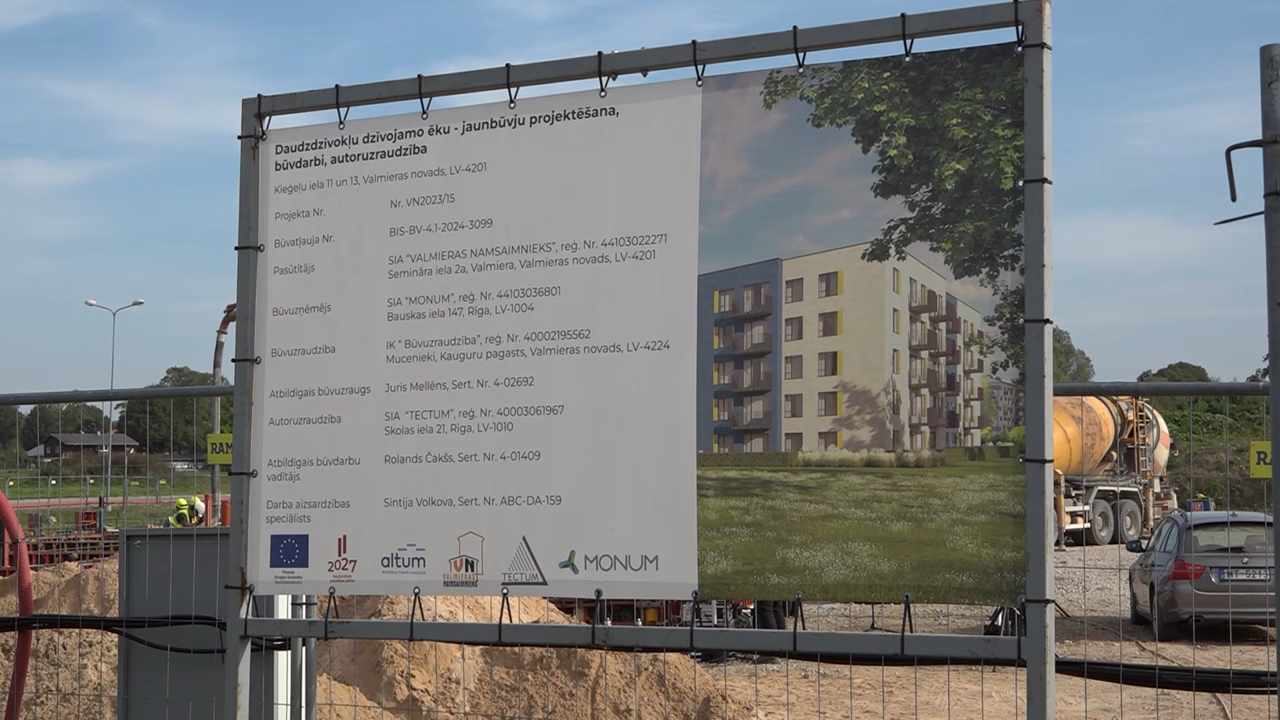 Daudzdzīvokļu dzīvojamo ēku - jaunbūvju projektēšana,
būvdarbi, autoruzraudzība
Ķieģeļu iela 11 un 13, Valmieras novads, LV-4201
Projekta Nr. Nr. VN2023/15
Būvatļauja Nr. BIS-BV-4.1-2024-3099
Pasūtītājs SIA "VALMIERAS NAMSAIMNIEKS", reģ. Nr. 44103022271
Semināra iela 2a, Valmiera, Valmieras novads, LV-4201
Būvuzņēmējs SIA "MONUM", reģ. Nr. 44103036801
Bauskas iela 147, Rīga, LV-1004
Būvuzraudzība IK " Būvuzraudzība", reģ. Nr. 40002195562
Mucenieki, Kauguru pagasts, Valmieras novads, LV-4224
Atbildīgais būvuzraugs Juris Mellēns, Sert. Nr. 4-02692
Autoruzraudzība SIA "TECTUM", reģ. Nr. 40003061967
Skolas iela 21, Rīga, LV-1010
Atbildīgais būvdarbu
vadītājs Rolands Čakšs, Sert. Nr. 4-01409
Darba aizsardzības
speciālists Sintija Volkova, Sert. Nr. ABC-DA-159
2027
altum
VN
VALMIERAS
NAMSAIMNIEKS
TECTUM
MONUM
RAM